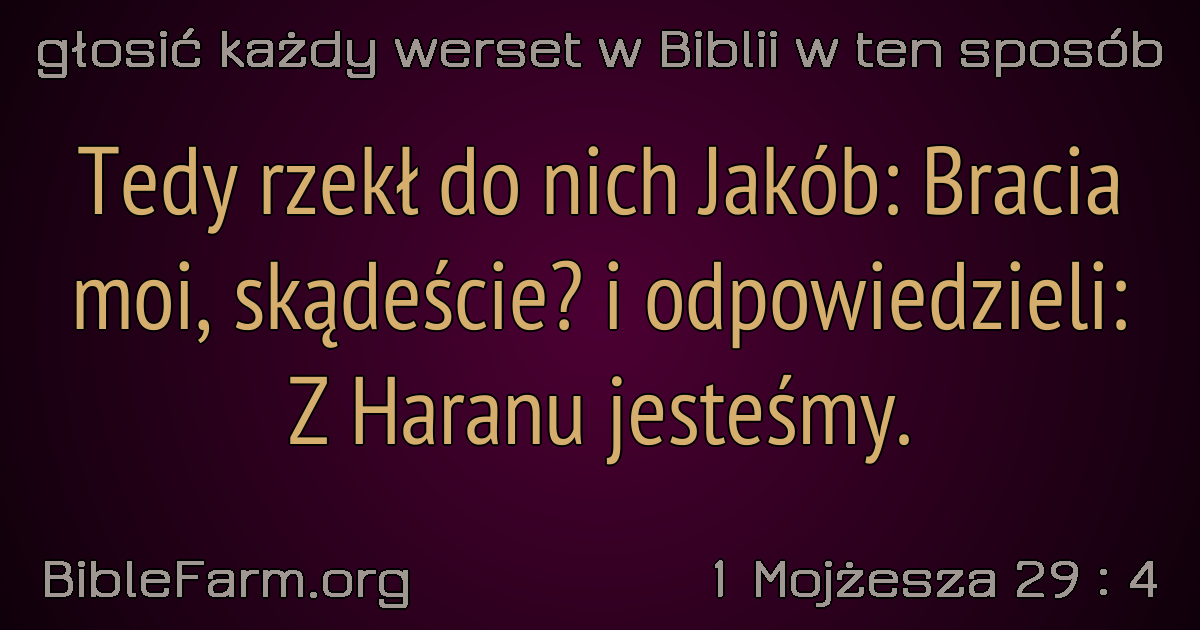 głosić każdy werset w Biblii w ten sposób
Tedy rzekł do nich Jakób: Bracia
moi, skądeście? i odpowiedzieli:
Z Haranu jesteśmy.
BibleFarm.org
1 Mojżesza 29 : 4